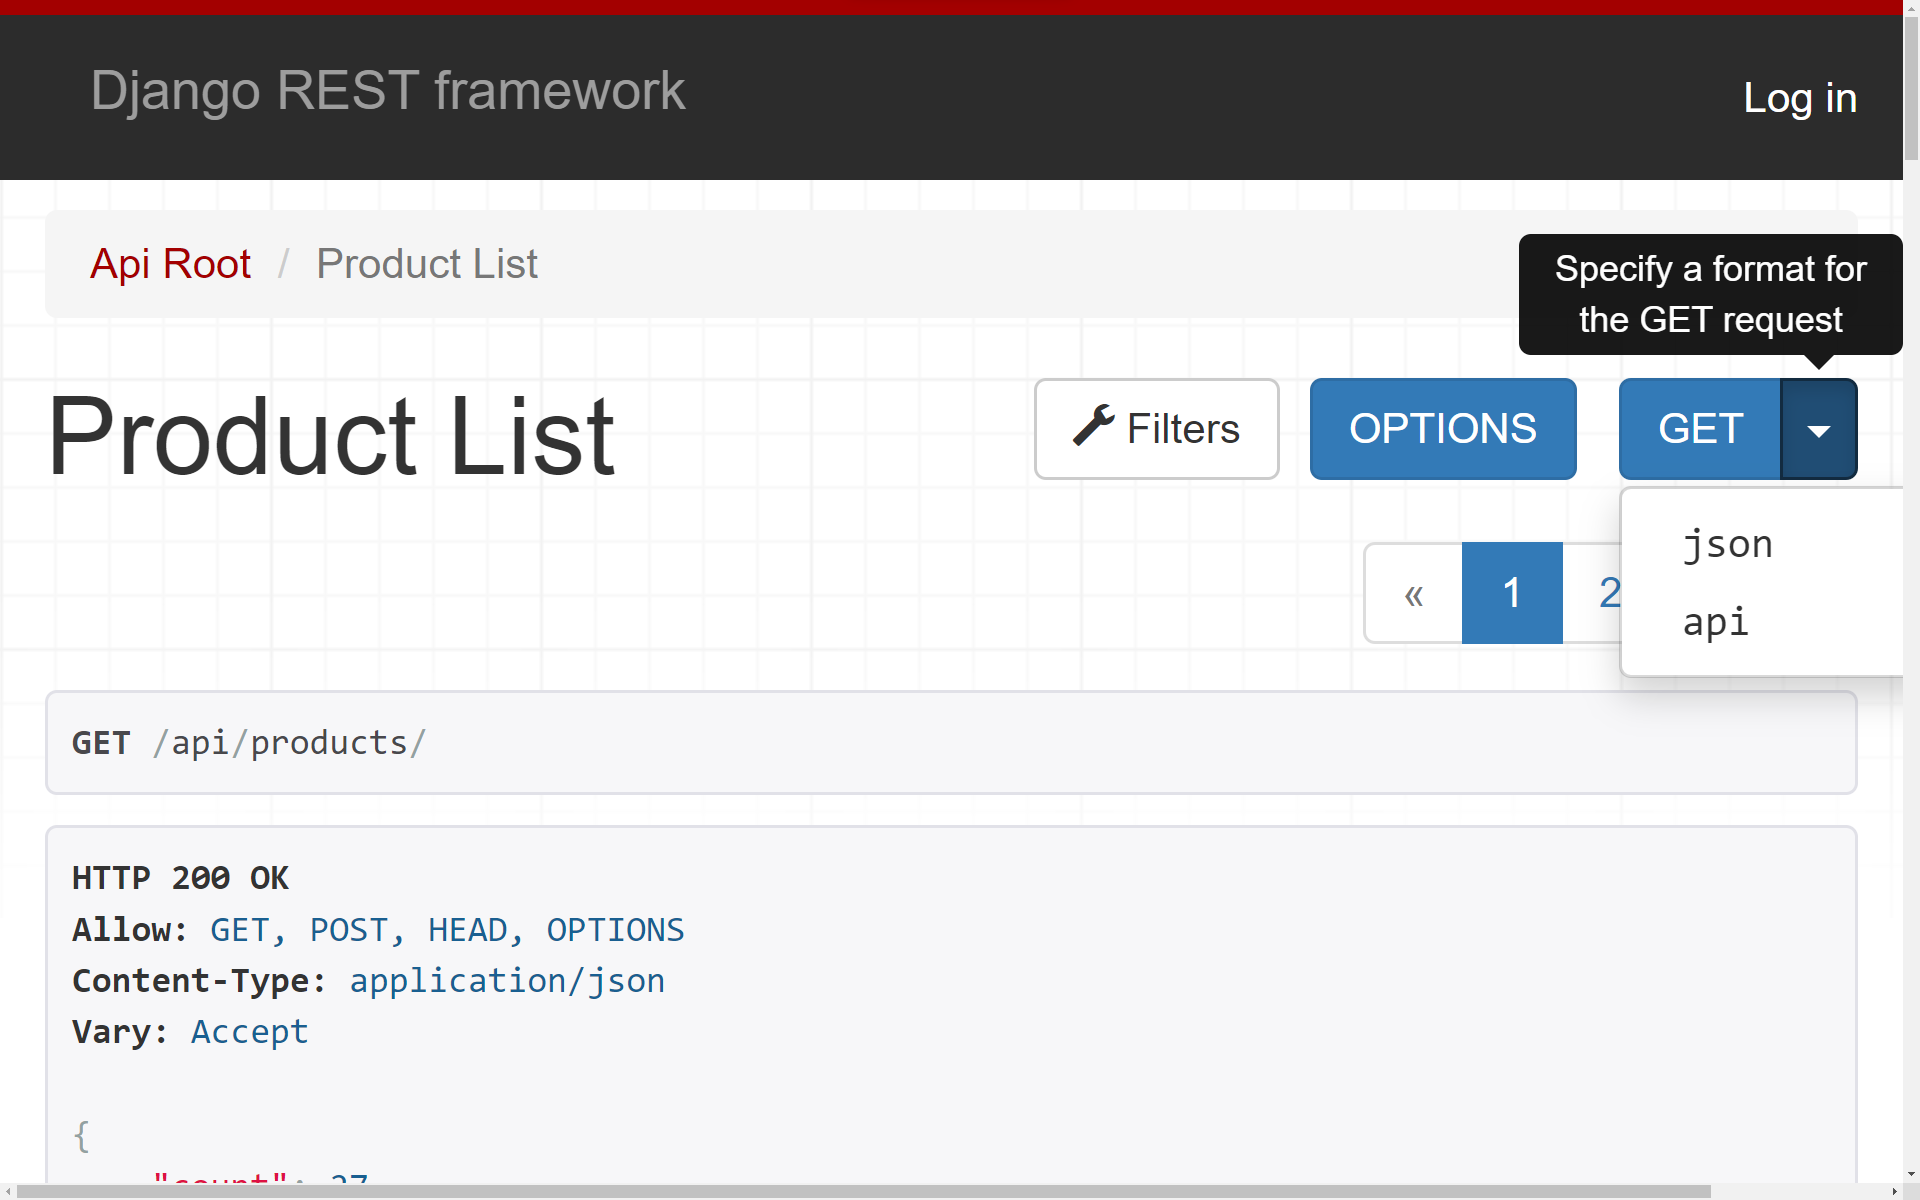 Django REST framework
Log in
Api Root / Product List
Specify a format for
the GET request
Product List
Filters
OPTIONS
GET
json
api
« 1 2
GET /api/products/
HTTP 200 OK
Allow: GET, POST, HEAD, OPTIONS
Content-Type: application/json
Vary: Accept
{
"count": 27